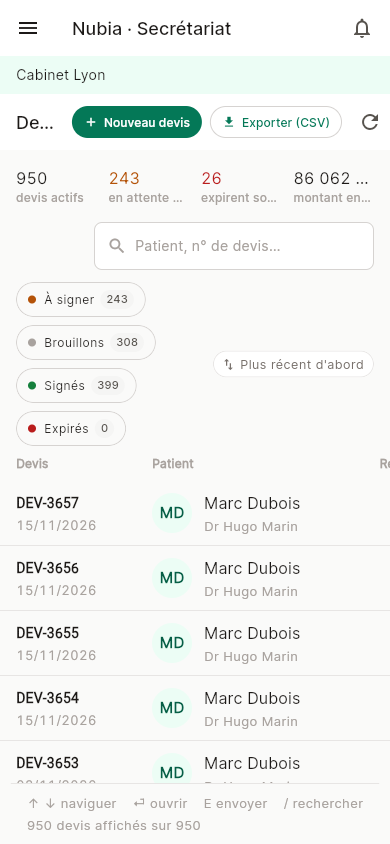 Nubia · Secrétariat
Cabinet Lyon
De...
Nouveau devis
Exporter (CSV)
950
devis actifs
243
en attente ...
26
expirent so...
86 062 ...
montant en...
Patient, n° de devis...
À signer 243
Brouillons 308
Signés 399
Expirés 0
Plus récent d'abord
Devis Patient
DEV-3657 MD Marc Dubois
15/11/2026 Dr Hugo Marin
DEV-3656 MD Marc Dubois
15/11/2026 Dr Hugo Marin
DEV-3655 MD Marc Dubois
15/11/2026 Dr Hugo Marin
DEV-3654 MD Marc Dubois
15/11/2026 Dr Hugo Marin
DEV-3653 MD Marc Dubois
↑ ↓ naviguer ↵ ouvrir E envoyer / rechercher
950 devis affichés sur 950